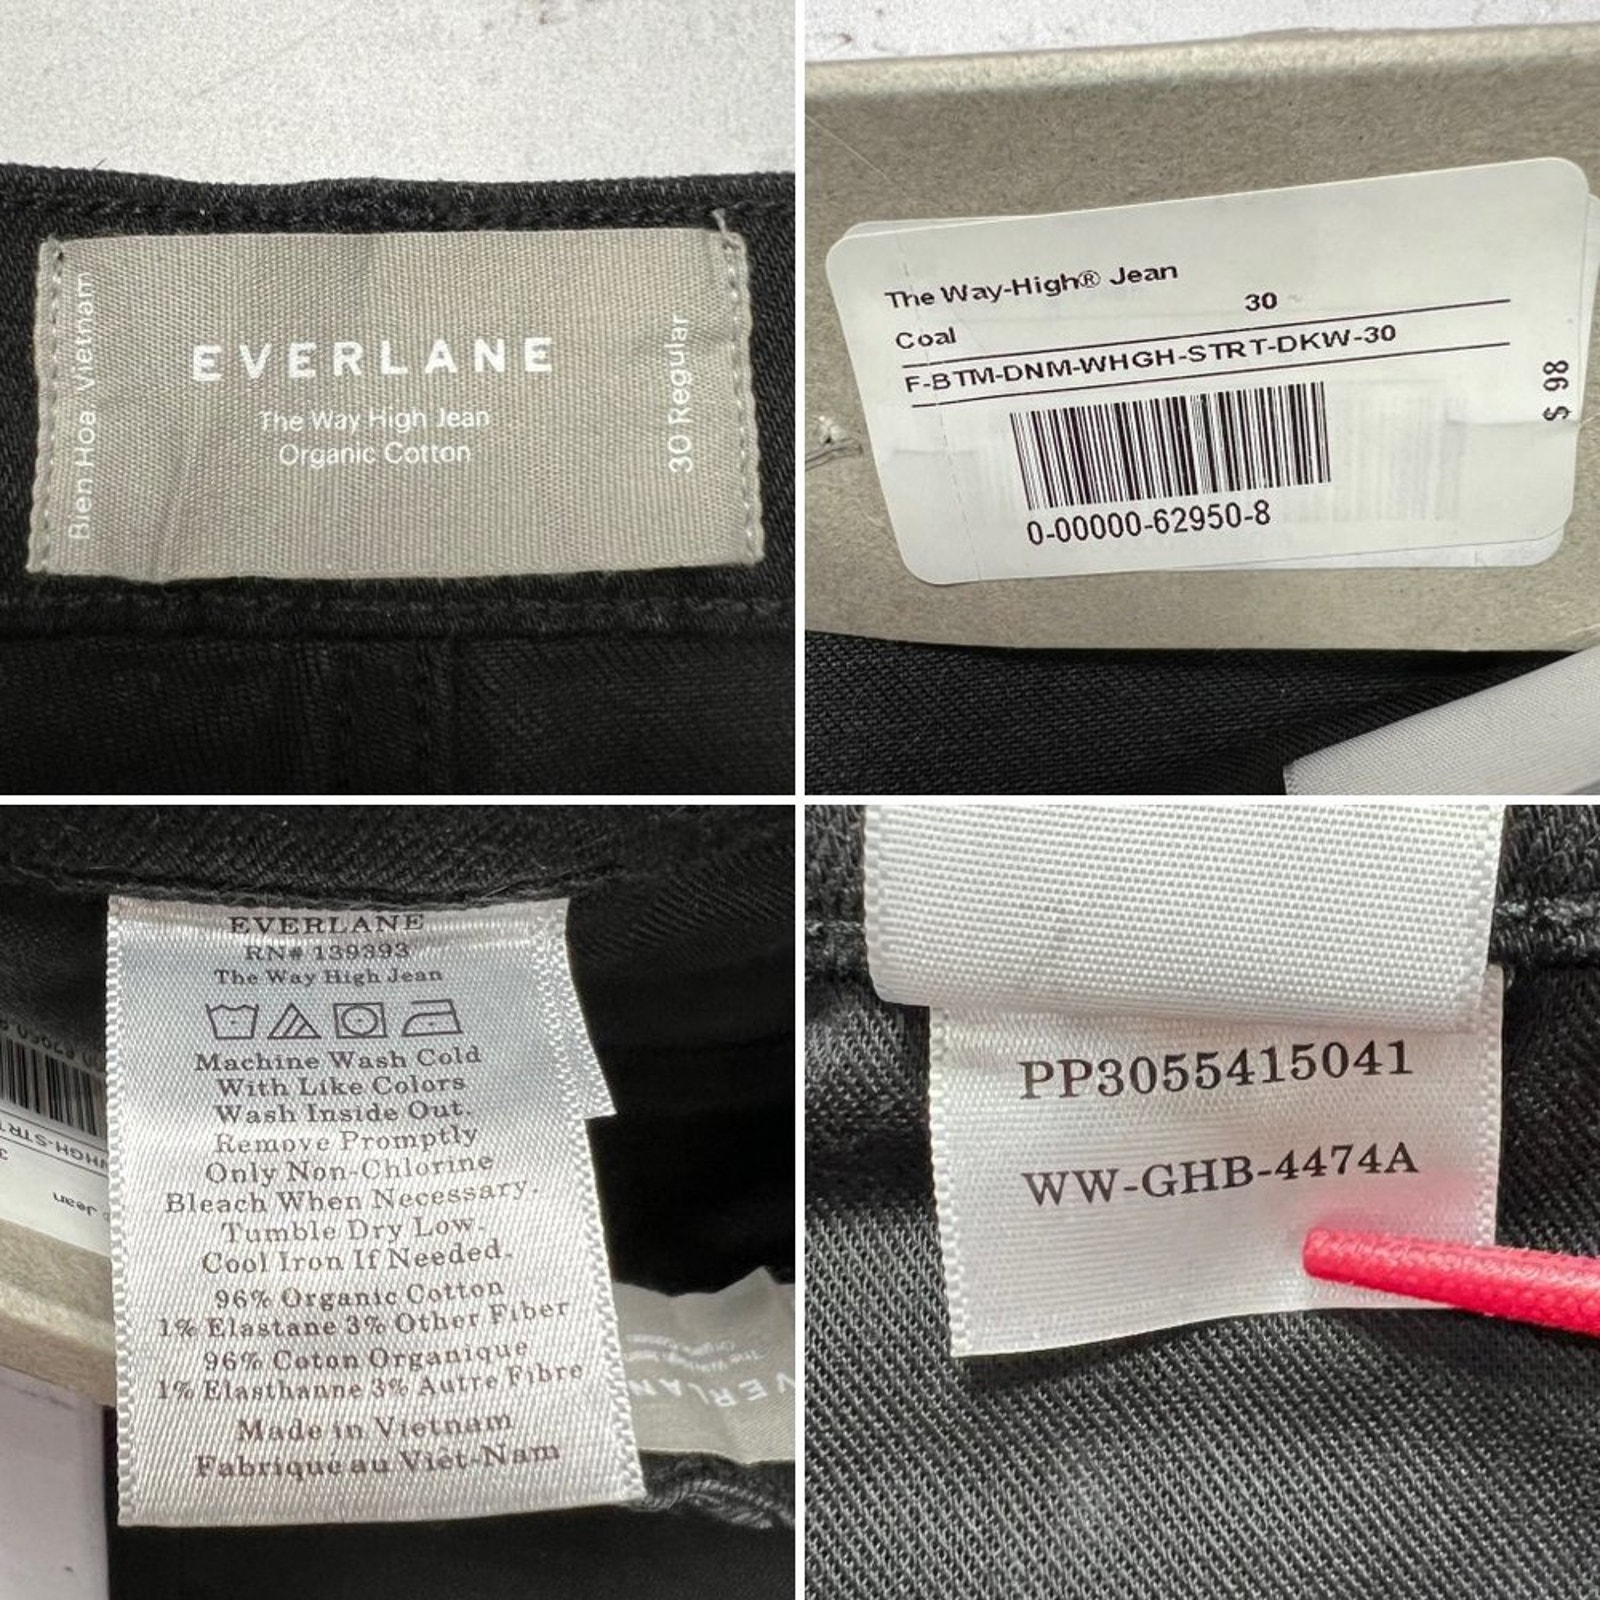 EVERLANE
The Way High Jean
Organic Cotton
Bien Hoa Vietnam
30 Regular
The Way-High® Jean
Coal 30
F-BTM-DNM-WHGH-STRT-DKW-30
0-00000-62950-8
$ 98
EVERLANE
RN# 139393
The Way High Jean
Machine Wash Cold
With Like Colors
Wash Inside Out.
Remove Promptly
Only Non-Chlorine
Bleach When Necessary.
Tumble Dry Low.
Cool Iron If Needed.
96% Organic Cotton
1% Elastane 3% Other Fiber
96% Coton Organique
1% Elasthanne 3% Autre Fibre
Made in Vietnam
Fabriqué au Viêt-Nam
Jean
VERLAN
PP3055415041
WW-GHB-4474A